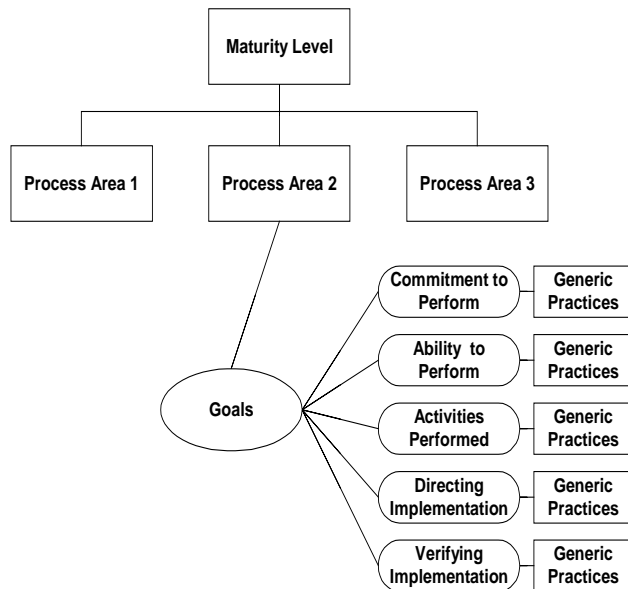 Maturity Level
Process Area 1
Process Area 2
Process Area 3
Commitment to
Perform
Generic
Practices
Ability to
Perform
Generic
Practices
Goals
Activities
Performed
Generic
Practices
Directing
Implementation
Generic
Practices
Verifying
Implementation
Generic
Practices